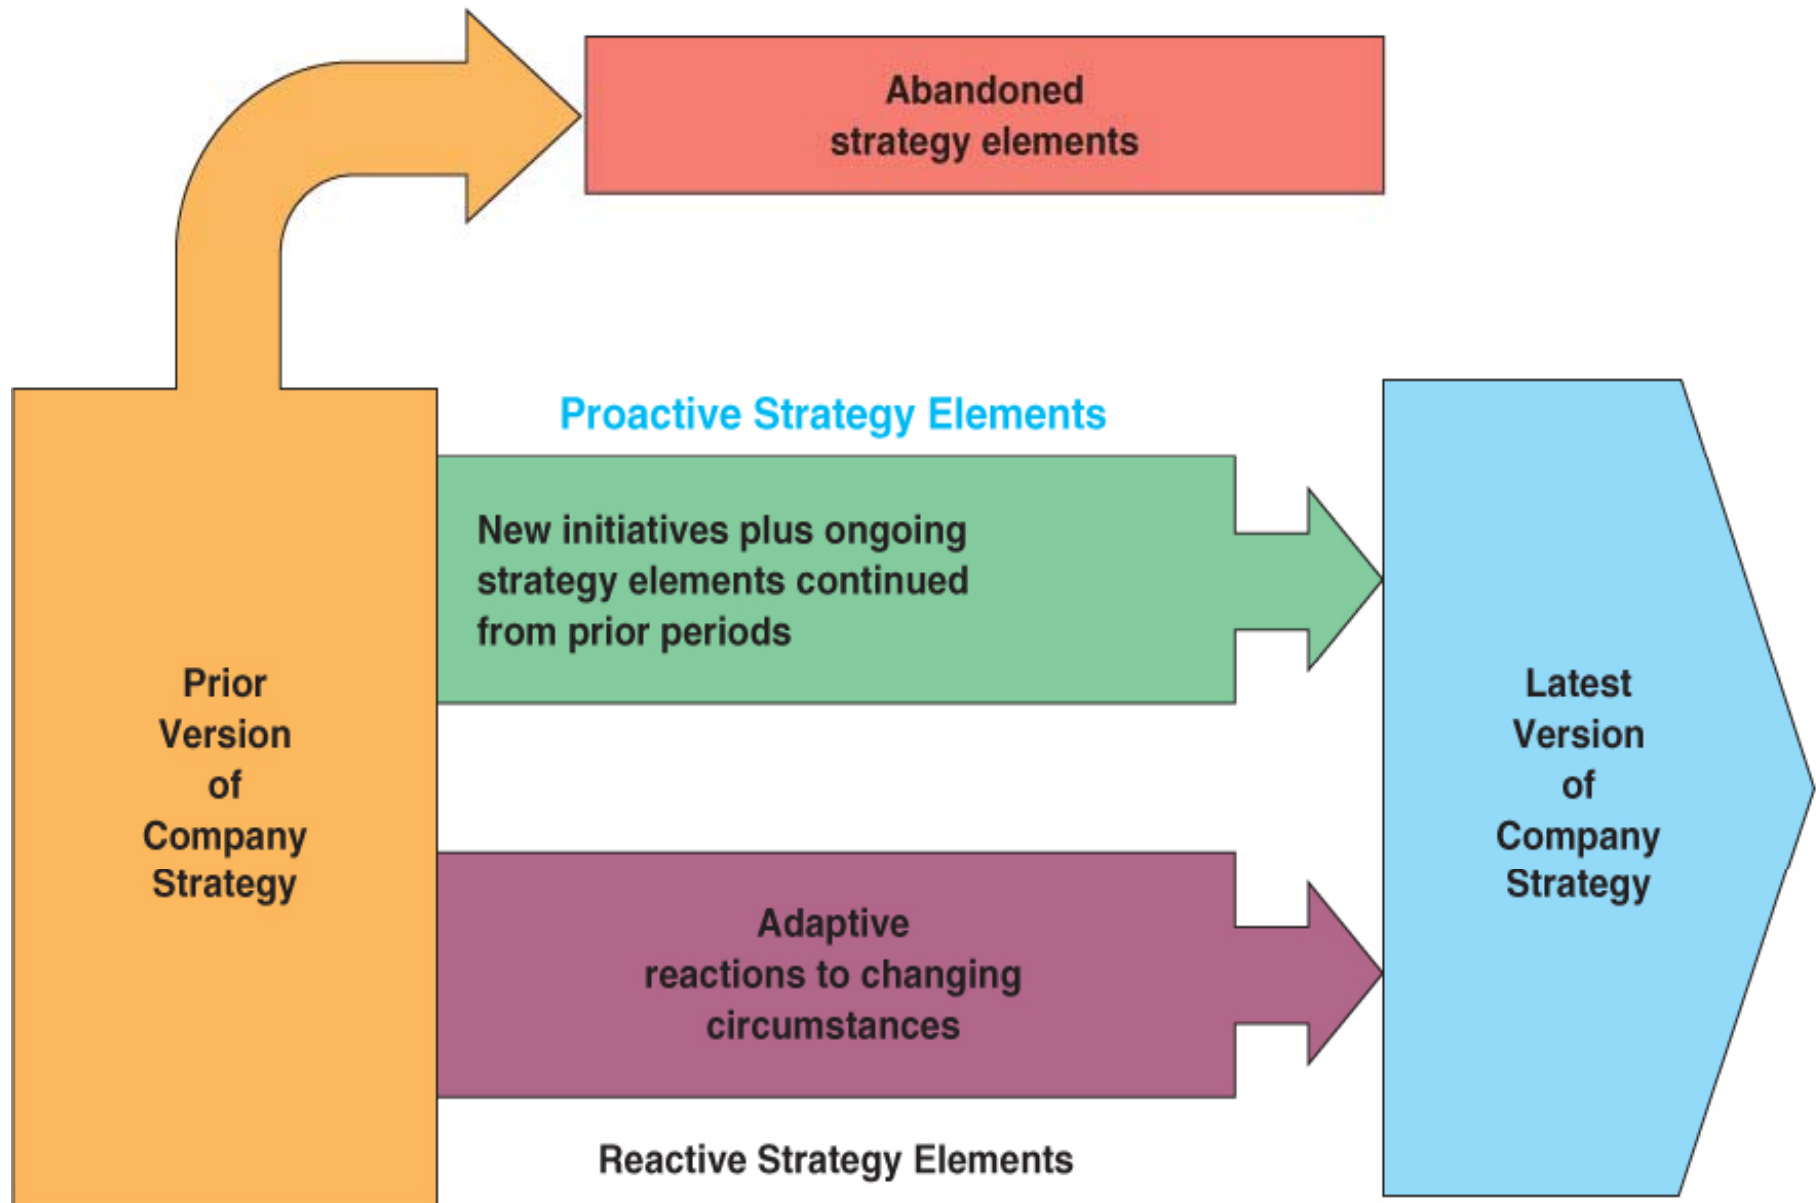 Abandoned
strategy elements
Proactive Strategy Elements
New initiatives plus ongoing
strategy elements continued
from prior periods
Prior
Version
of
Company
Strategy
Latest
Version
of
Company
Strategy
Adaptive
reactions to changing
circumstances
Reactive Strategy Elements